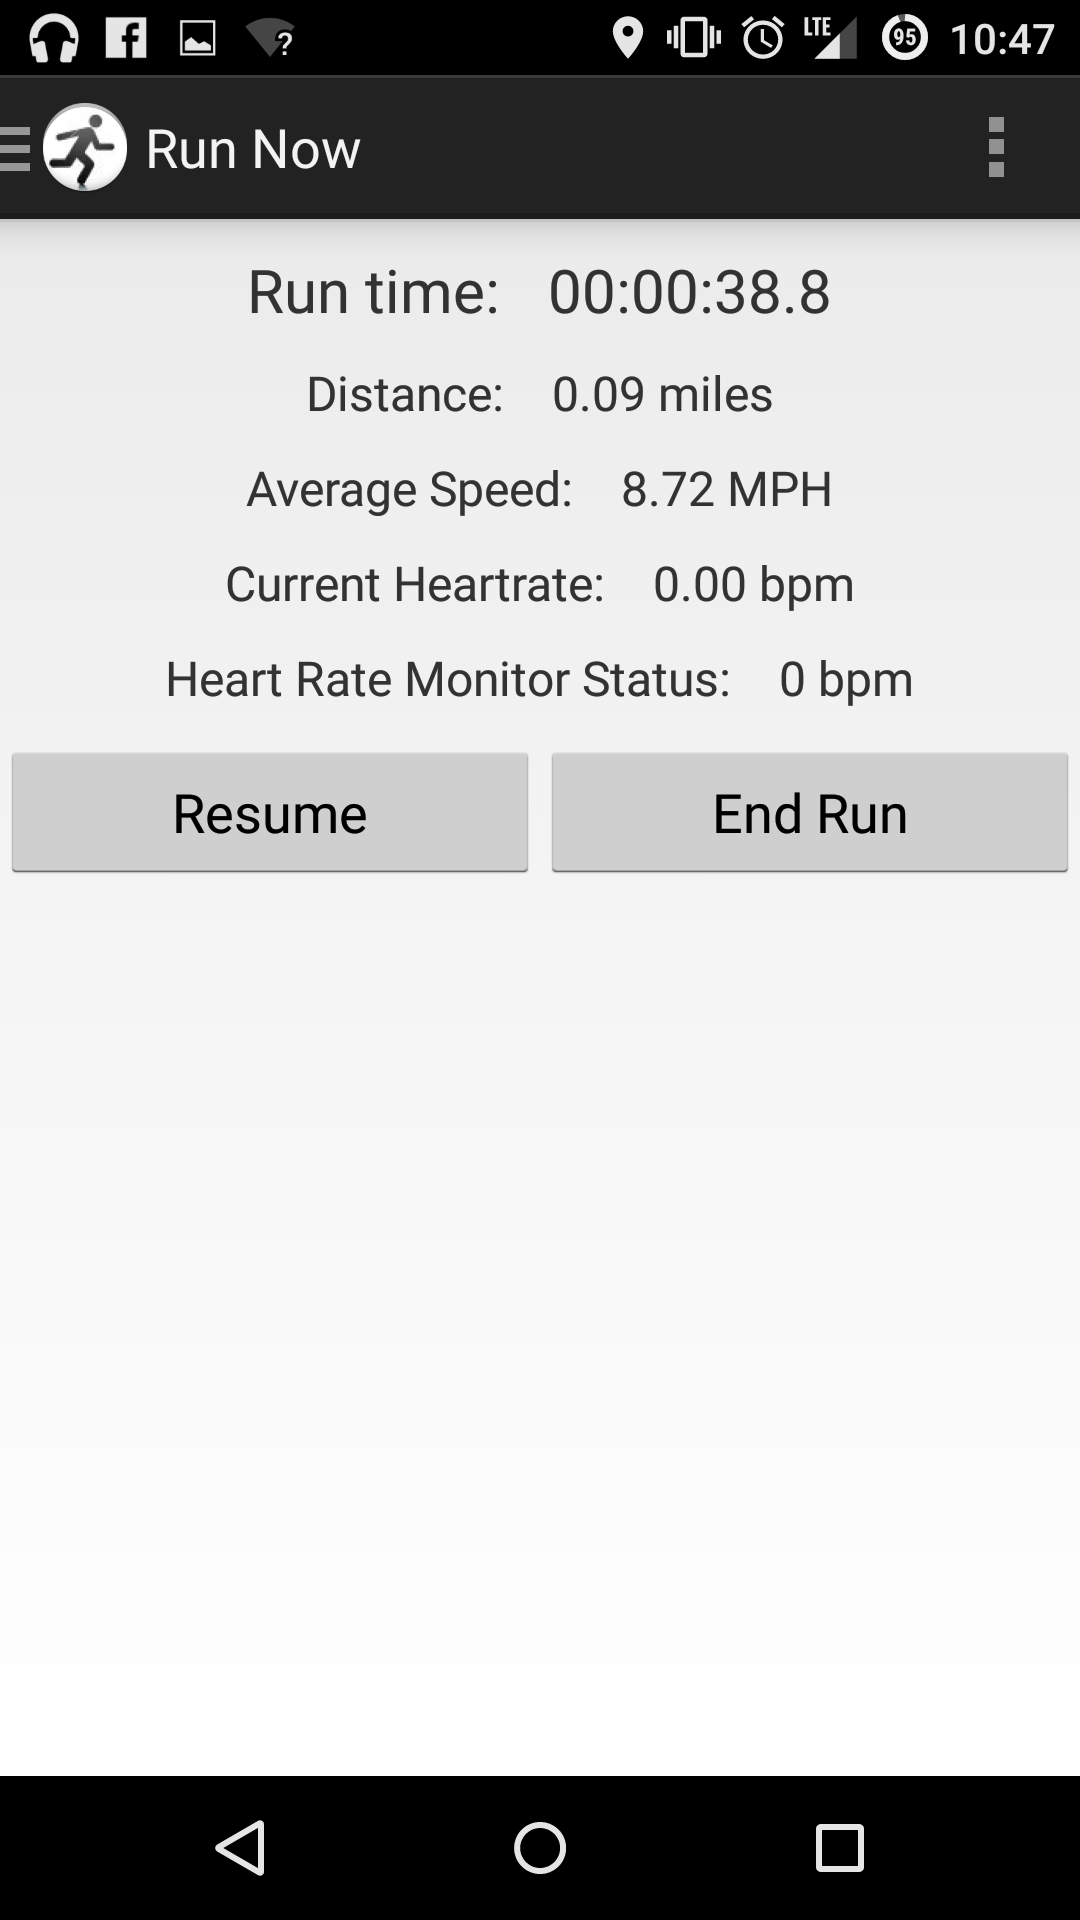 LTE 95 10:47
Run Now
Run time: 00:00:38.8
Distance: 0.09 miles
Average Speed: 8.72 MPH
Current Heartrate: 0.00 bpm
Heart Rate Monitor Status: 0 bpm
Resume End Run